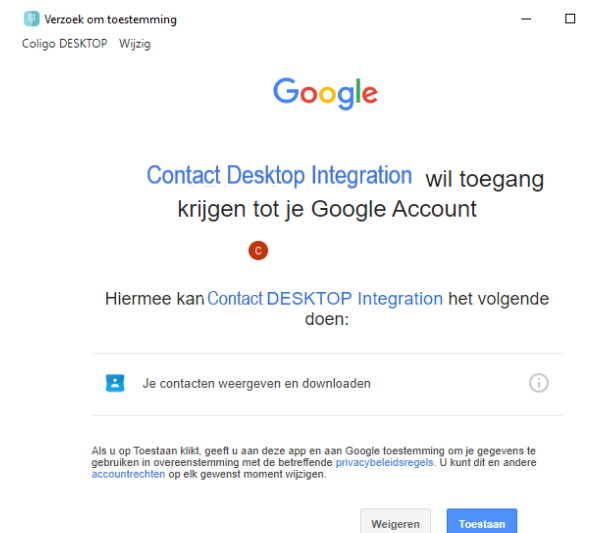 Verzoek om toestemming
Coligo DESKTOP Wijzig
Google
Contact Desktop Integration wil toegang
krijgen tot je Google Account
C
Hiermee kan Contact DESKTOP Integration het volgende
doen:
Je contacten weergeven en downloaden
Als u op Toestaan klikt, geeft u aan deze app en aan Google toestemming om je gegevens te
gebruiken in overeenstemming met de betreffende privacybeleidsregels. U kunt dit en andere
accountrechten op elk gewenst moment wijzigen.
Weigeren Toestaan